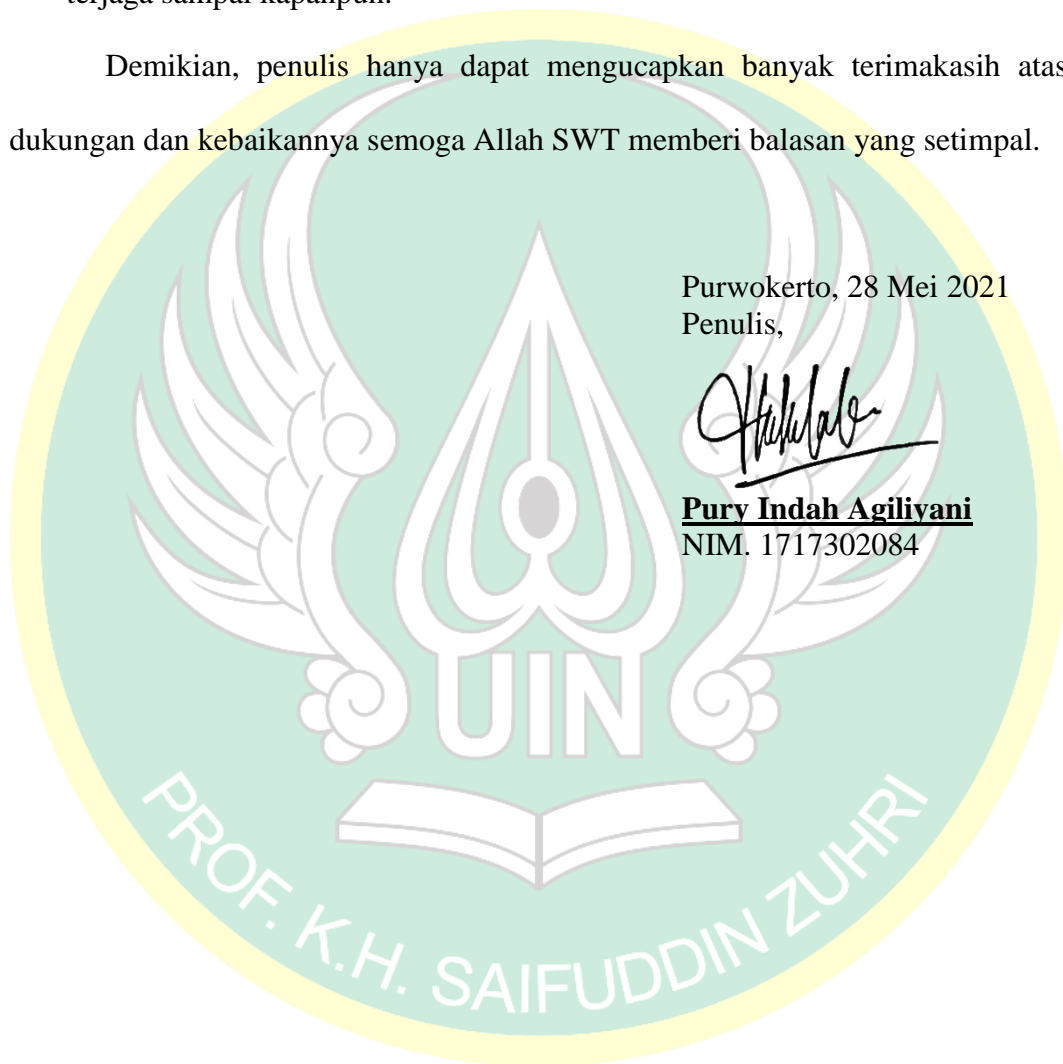 terjaga sampai kapanpun.
Demikian, penulis hanya dapat mengucapkan banyak terimakasih atas
dukungan dan kebaikannya semoga Allah SWT memberi balasan yang setimpal.
Purwokerto, 28 Mei 2021
Penulis,
Pury Indah Agiliyani
NIM. 1717302084
UIN
PROF. K.H. SAIFUDDIN ZUHRI